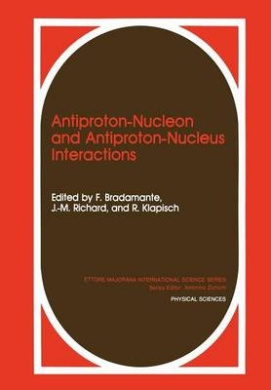 Antiproton-Nucleon
and Antiproton-Nucleus
Interactions
Edited by F. Bradamante,
J.-M. Richard, and R. Klapisch
ETTORE MAJORANA INTERNATIONAL SCIENCE SERIES
Series Editor: Antonino Zichichi
PHYSICAL SCIENCES